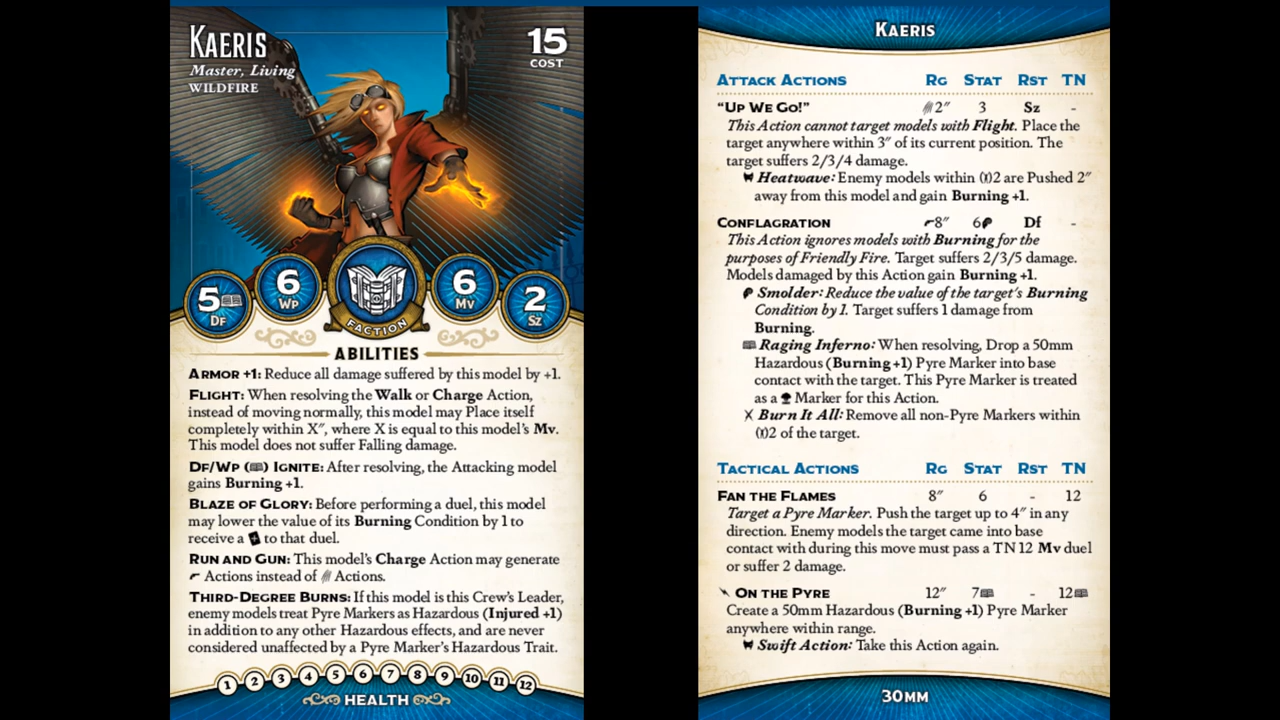 Kaeris
15
COST
Master, Living
WILDFIRE
5
DF
6
WP
FACTION
6
MV
2
SZ
ABILITIES
ARMOR +1: Reduce all damage suffered by this model by +1.
FLIGHT: When resolving the Walk or Charge Action,
instead of moving normally, this model may Place itself
completely within X″, where X is equal to this model's Mv.
This model does not suffer Falling damage.
DF/WP () IGNITE: After resolving, the Attacking model
gains Burning +1.
BLAZE OF GLORY: Before performing a duel, this model
may lower the value of its Burning Condition by 1 to
receive a to that duel.
RUN AND GUN: This model's Charge Action may generate
Actions instead of Actions.
THIRD-DEGREE BURNS: If this model is this Crew's Leader,
enemy models treat Pyre Markers as Hazardous (Injured +1)
in addition to any other Hazardous effects, and are never
considered unaffected by a Pyre Marker's Hazardous Trait.
1 2 3 4 5 6 7 8 9 10 11 12
HEALTH
KAERIS
ATTACK ACTIONS RG STAT RST TN
"UP WE GO!" 2″ 3 Sz -
This Action cannot target models with Flight. Place the
target anywhere within 3″ of its current position. The
target suffers 2/3/4 damage.
Heatwave: Enemy models within 2 are Pushed 2″
away from this model and gain Burning +1.
CONFLAGRATION 8″ 6 Df -
This Action ignores models with Burning for the
purposes of Friendly Fire. Target suffers 2/3/5 damage.
Models damaged by this Action gain Burning +1.
Smolder: Reduce the value of the target's Burning
Condition by 1. Target suffers 1 damage from
Burning.
Raging Inferno: When resolving, Drop a 50mm
Hazardous (Burning +1) Pyre Marker into base
contact with the target. This Pyre Marker is treated
as a Marker for this Action.
Burn It All: Remove all non-Pyre Markers within
2 of the target.
TACTICAL ACTIONS RG STAT RST TN
FAN THE FLAMES 8″ 6 - 12
Target a Pyre Marker. Push the target up to 4″ in any
direction. Enemy models the target came into base
contact with during this move must pass a TN 12 Mv duel
or suffer 2 damage.
ON THE PYRE 12″ 7 - 12
Create a 50mm Hazardous (Burning +1) Pyre Marker
anywhere within range.
Swift Action: Take this Action again.
30MM